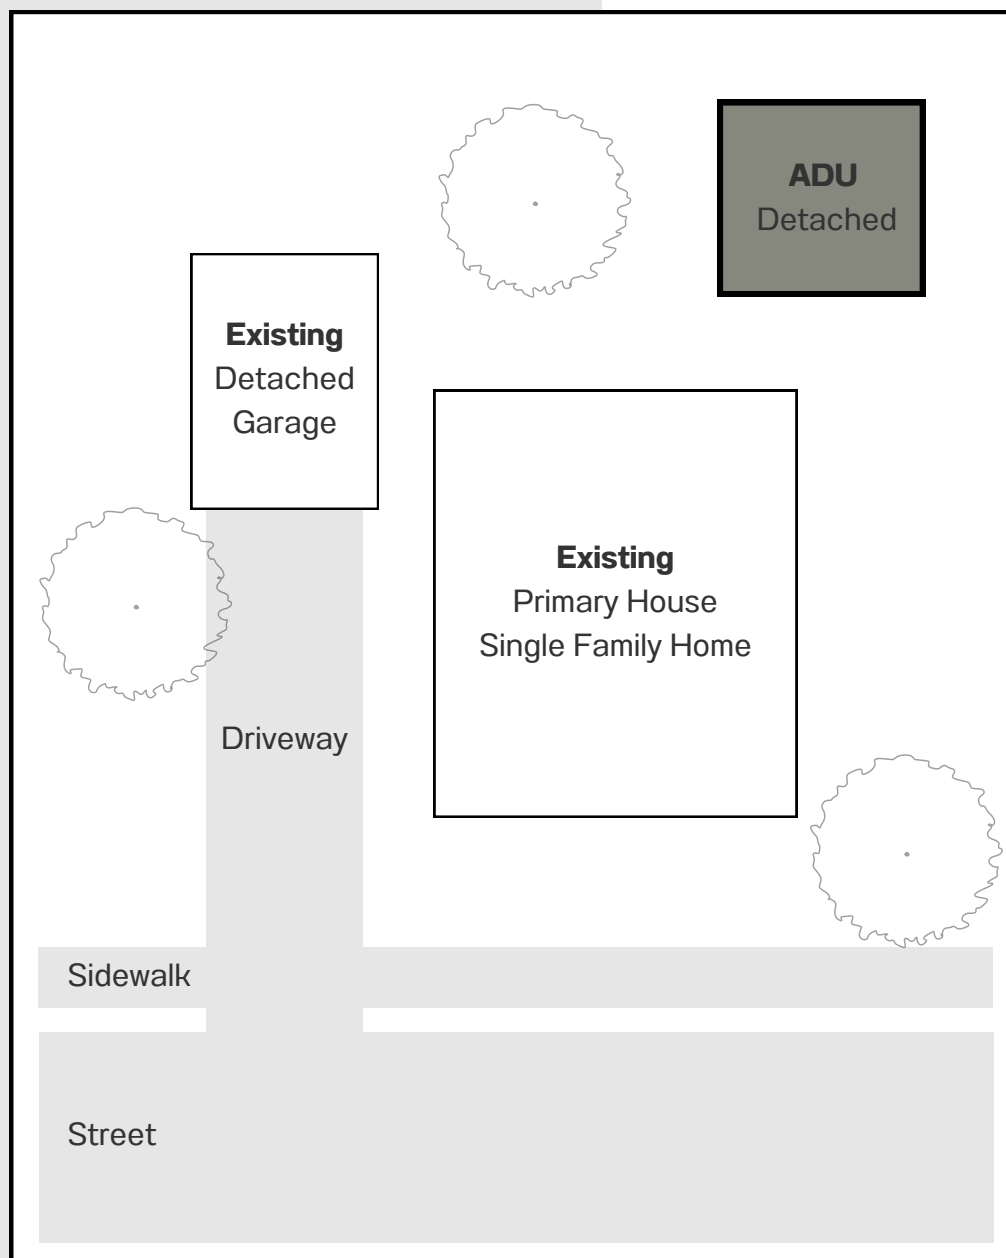 ADU
Detached
Existing
Detached
Garage
Existing
Primary House
Single Family Home
Driveway
Sidewalk
Street